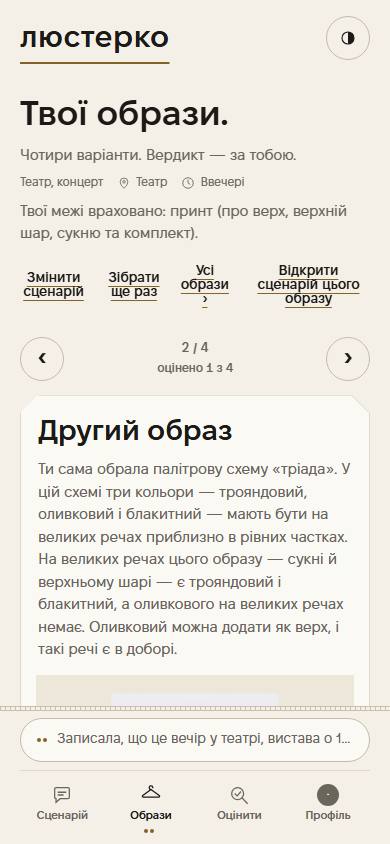 люстерко
Твої образи.
Чотири варіанти. Вердикт — за тобою.
Театр, концерт Театр Ввечері
Твої межі враховано: принт (про верх, верхній
шар, сукню та комплект).
Змінити
сценарій
Зібрати
ще раз
Усі
образи
›
Відкрити
сценарій цього
образу
‹
2 / 4
оцінено 1 з 4
›
Другий образ
Ти сама обрала палітрову схему «тріада». У
цій схемі три кольори — трояндовий,
оливковий і блакитний — мають бути на
великих речах приблизно в рівних частках.
На великих речах цього образу — сукні й
верхньому шарі — є трояндовий і
блакитний, а оливкового на великих речах
немає. Оливковий можна додати як верх, і
такі речі є в доборі.
Записала, що це вечір у театрі, вистава о 1...
Сценарій Образи Оцінити Профіль